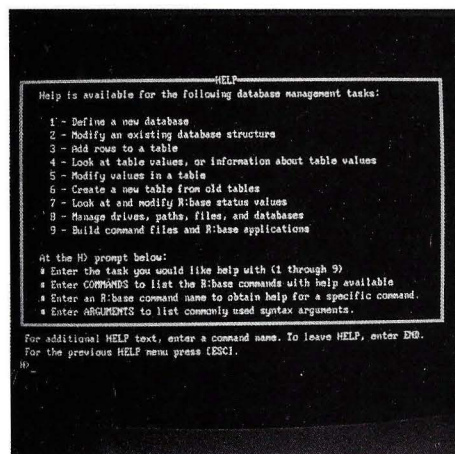 HELP
Help is available for the following database management tasks:
1 - Define a new database
2 - Modify an existing database structure
3 - Add rows to a table
4 - Look at table values, or information about table values
5 - Modify values in a table
6 - Create a new table from old tables
7 - Look at and modify R:base status values
8 - Manage drives, paths, files, and databases
9 - Build command files and R:base applications
At the H> prompt below:
* Enter the task you would like help with (1 through 9)
* Enter COMMANDS to list the R:base commands with help available
* Enter an R:base command name to obtain help for a specific command.
* Enter ARGUMENTS to list commonly used syntax arguments.
For additional HELP text, enter a command name. To leave HELP, enter END.
For the previous HELP menu press [ESC].
H>_